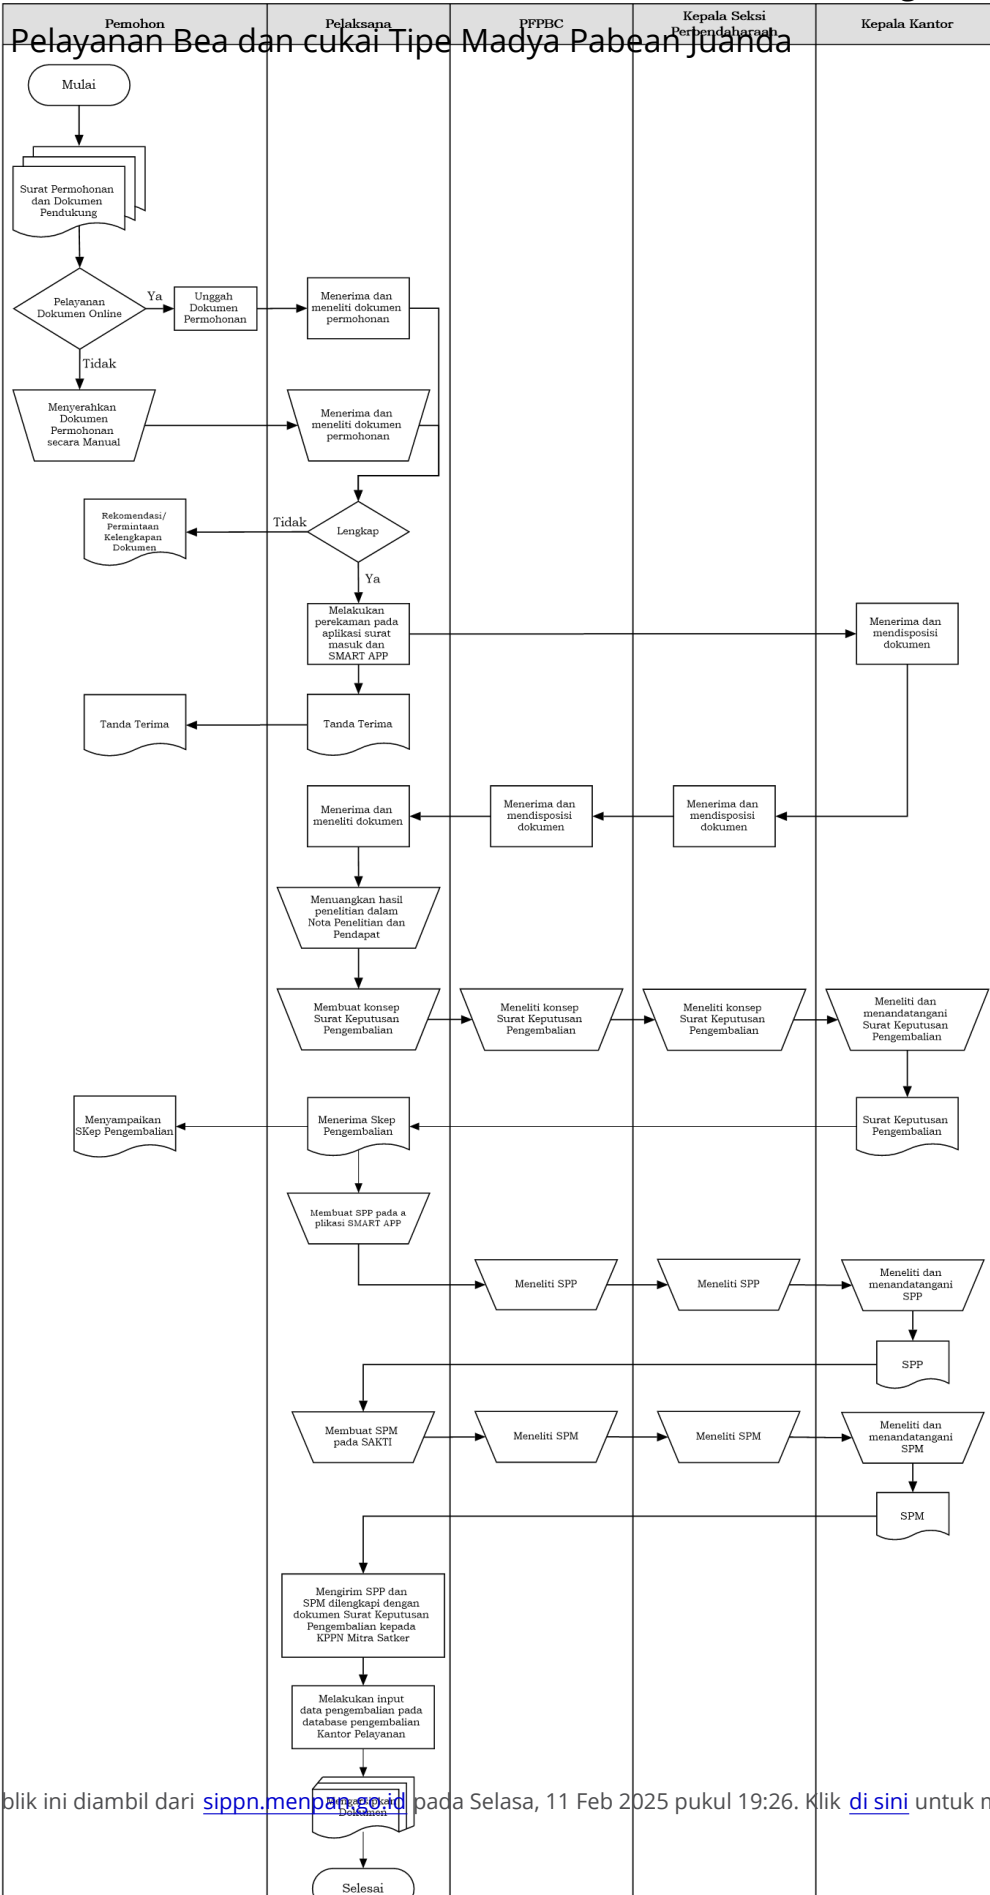 Pemohon
Pelaksana
PFPBC
Kepala Seksi
Perbendaharaan
Kepala Kantor
Pelayanan Bea dan cukai Tipe Madya Pabean Juanda
Mulai
Surat Permohonan
dan Dokumen
Pendukung
Pelayanan
Dokumen Online
Ya
Unggah
Dokumen
Permohonan
Menerima dan
meneliti dokumen
permohonan
Tidak
Menyerahkan
Dokumen
Permohonan
secara Manual
Menerima dan
meneliti dokumen
permohonan
Rekomendasi/
Permintaan
Kelengkapan
Dokumen
Tidak
Lengkap
Ya
Melakukan
perekaman pada
aplikasi surat
masuk dan
SMART APP
Menerima dan
mendisposisi
dokumen
Tanda Terima
Tanda Terima
Menerima dan
meneliti dokumen
Menerima dan
mendisposisi
dokumen
Menerima dan
mendisposisi
dokumen
Menuangkan hasil
penelitian dalam
Nota Penelitian dan
Pendapat
Membuat konsep
Surat Keputusan
Pengembalian
Meneliti konsep
Surat Keputusan
Pengembalian
Meneliti konsep
Surat Keputusan
Pengembalian
Meneliti dan
menandatangani
Surat Keputusan
Pengembalian
Menyampaikan
SKep Pengembalian
Menerima Skep
Pengembalian
Surat Keputusan
Pengembalian
Membuat SPP pada a
plikasi SMART APP
Meneliti SPP
Meneliti SPP
Meneliti dan
menandatangani
SPP
SPP
Membuat SPM
pada SAKTI
Meneliti SPM
Meneliti SPM
Meneliti dan
menandatangani
SPM
SPM
Mengirim SPP dan
SPM dilengkapi dengan
dokumen Surat Keputusan
Pengembalian kepada
KPPN Mitra Satker
Melakukan input
data pengembalian pada
database pengembalian
Kantor Pelayanan
Dokumen
blik ini diambil dari sippn.menpan.go.id pada Selasa, 11 Feb 2025 pukul 19:26. Klik di sini untuk
Selesai